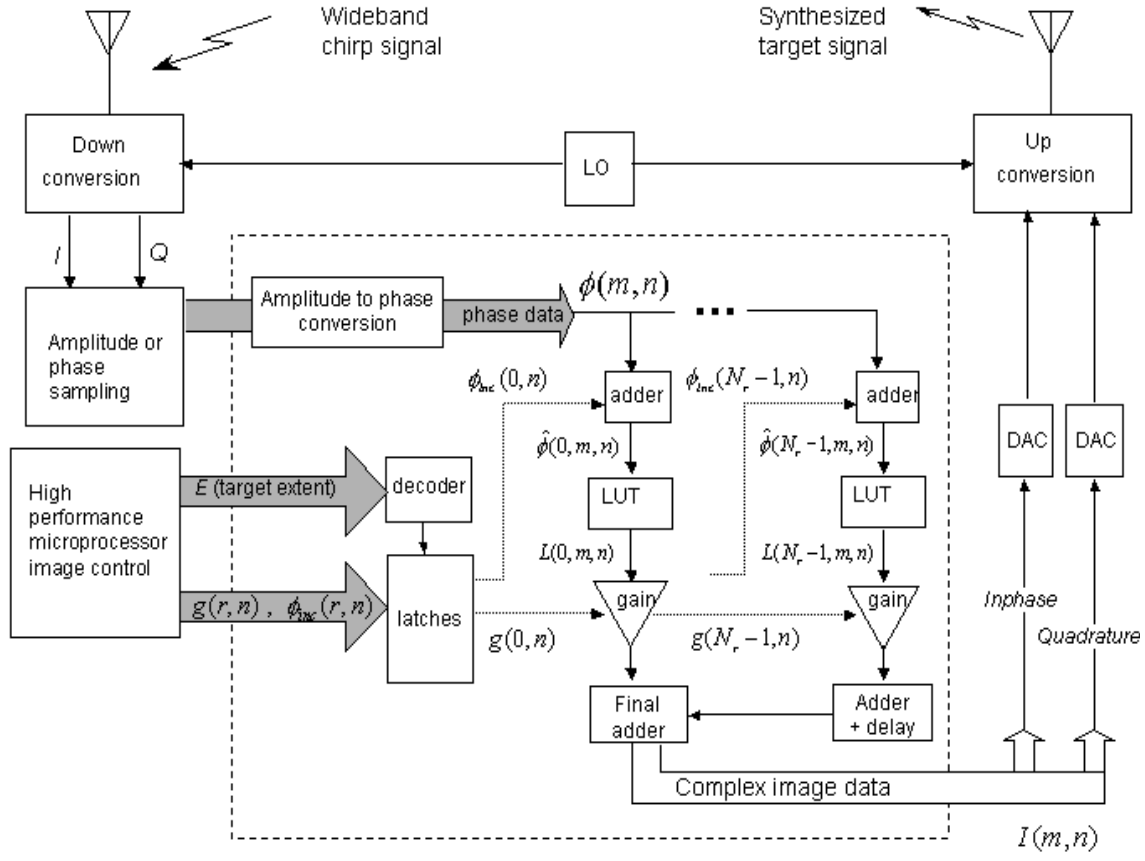 Wideband
chirp signal
Synthesized
target signal
Down
conversion
LO
Up
conversion
I
Q
Amplitude or
phase
sampling
Amplitude to phase
conversion
phase data
ϕ(m,n)
ϕ_inc(0,n)
adder
ϕ_inc(N_r −1,n)
adder
ϕ̂(0,m,n)
ϕ̂(N_r −1,m,n)
DAC
DAC
High
performance
microprocessor
image control
E (target extent)
decoder
LUT
LUT
L(0,m,n)
L(N_r −1,m,n)
g(r,n) , ϕ_inc(r,n)
latches
gain
gain
g(0,n)
g(N_r −1,n)
Inphase
Quadrature
Final
adder
Adder
+ delay
Complex image data
I(m,n)